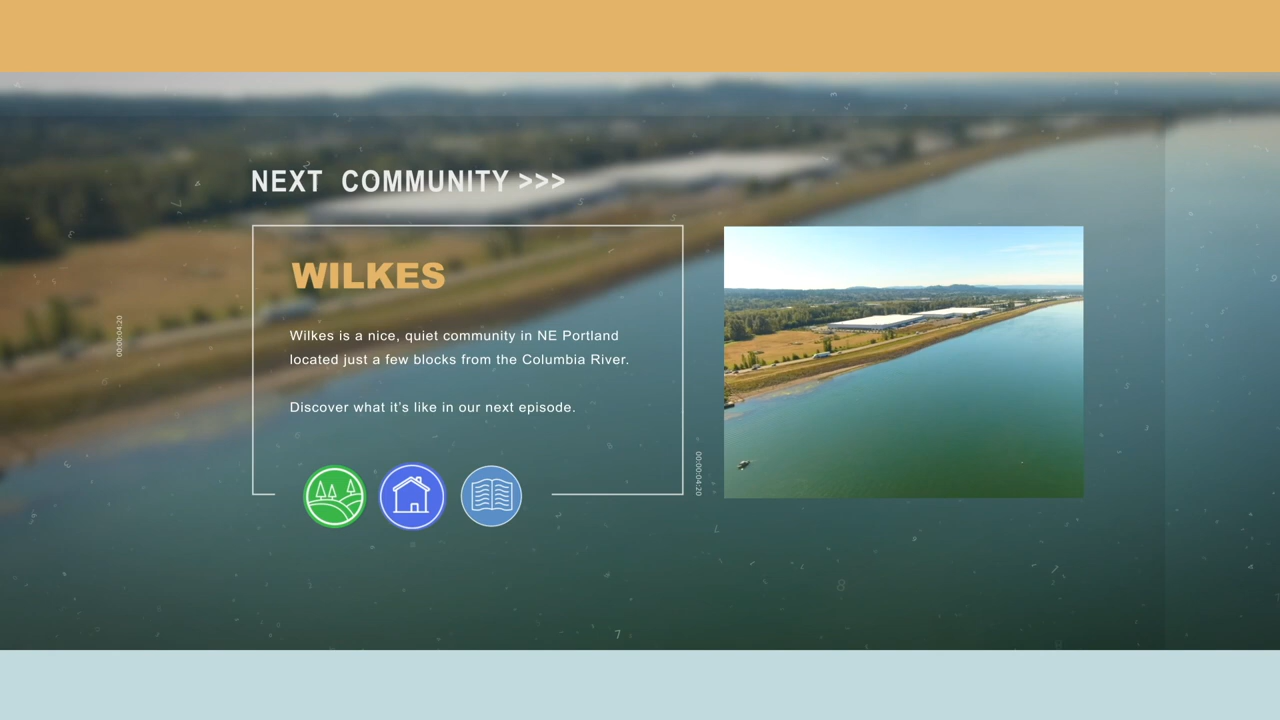 NEXT COMMUNITY >>>
WILKES
Wilkes is a nice, quiet community in NE Portland
located just a few blocks from the Columbia River.
Discover what it's like in our next episode.
00:00:04:20
00:00:04:20
7
8